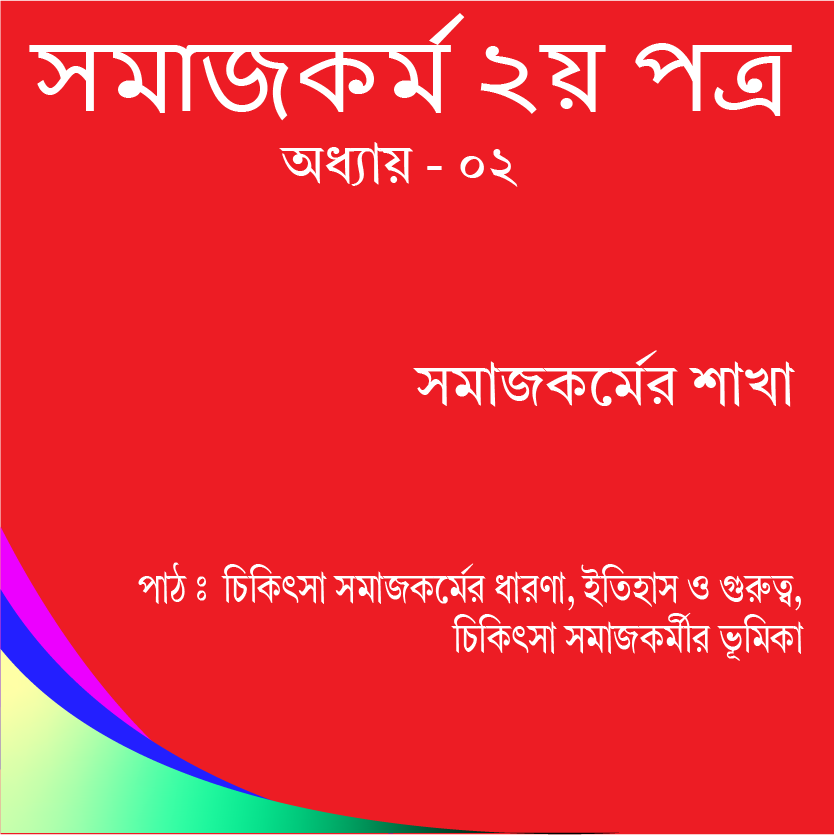 সমাজকর্ম ২য় পত্র
অধ্যায় - ০২
সমাজকর্মের শাখা
পাঠ ঃ চিকিৎসা সমাজকর্মের ধারণা, ইতিহাস ও গুরুত্ব,
চিকিৎসা সমাজকর্মীর ভূমিকা